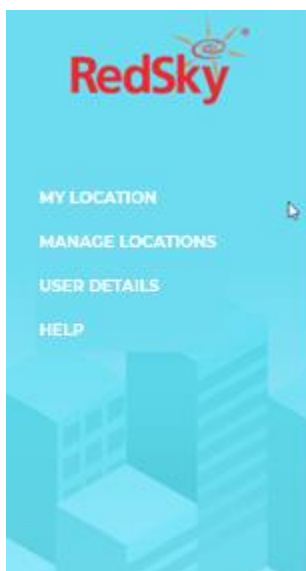 RedSky
MY LOCATION
MANAGE LOCATIONS
USER DETAILS
HELP